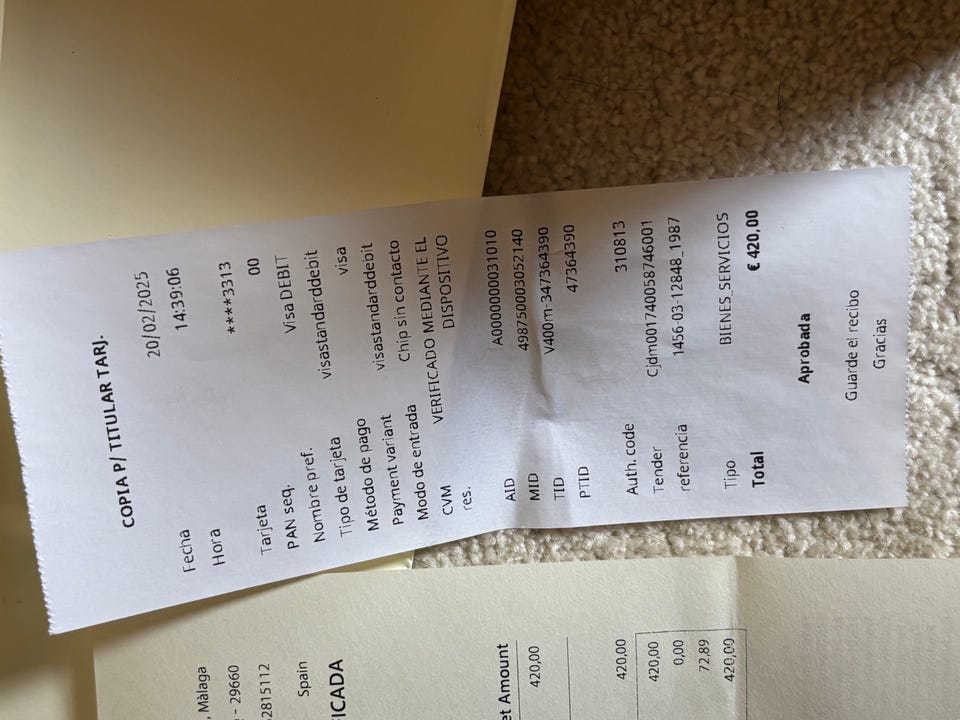 COPIA P/ TITULAR TARJ.
Fecha 20/02/2025
Hora 14:39:06
Tarjeta ****3313
PAN seq. 00
Nombre pref. Visa DEBIT
Tipo de tarjeta visastandarddebit
Método de pago visa
Payment variant visastandarddebit
Modo de entrada Chip sin contacto
CVM VERIFICADO MEDIANTE EL
res. DISPOSITIVO
AID A0000000031010
MID 498750003052140
TID V400m-347364390
PTID 47364390
Auth. code 310813
Tender Cjdm001740058746001
referencia 1456-03-12848_1987
Tipo BIENES_SERVICIOS
Total € 420,00
Aprobada
Guarde el recibo
Gracias
, Màlaga
- 29660
2815112
Spain
ICADA
et Amount
420,00
420,00
420,00
0,00
72,89
420,00